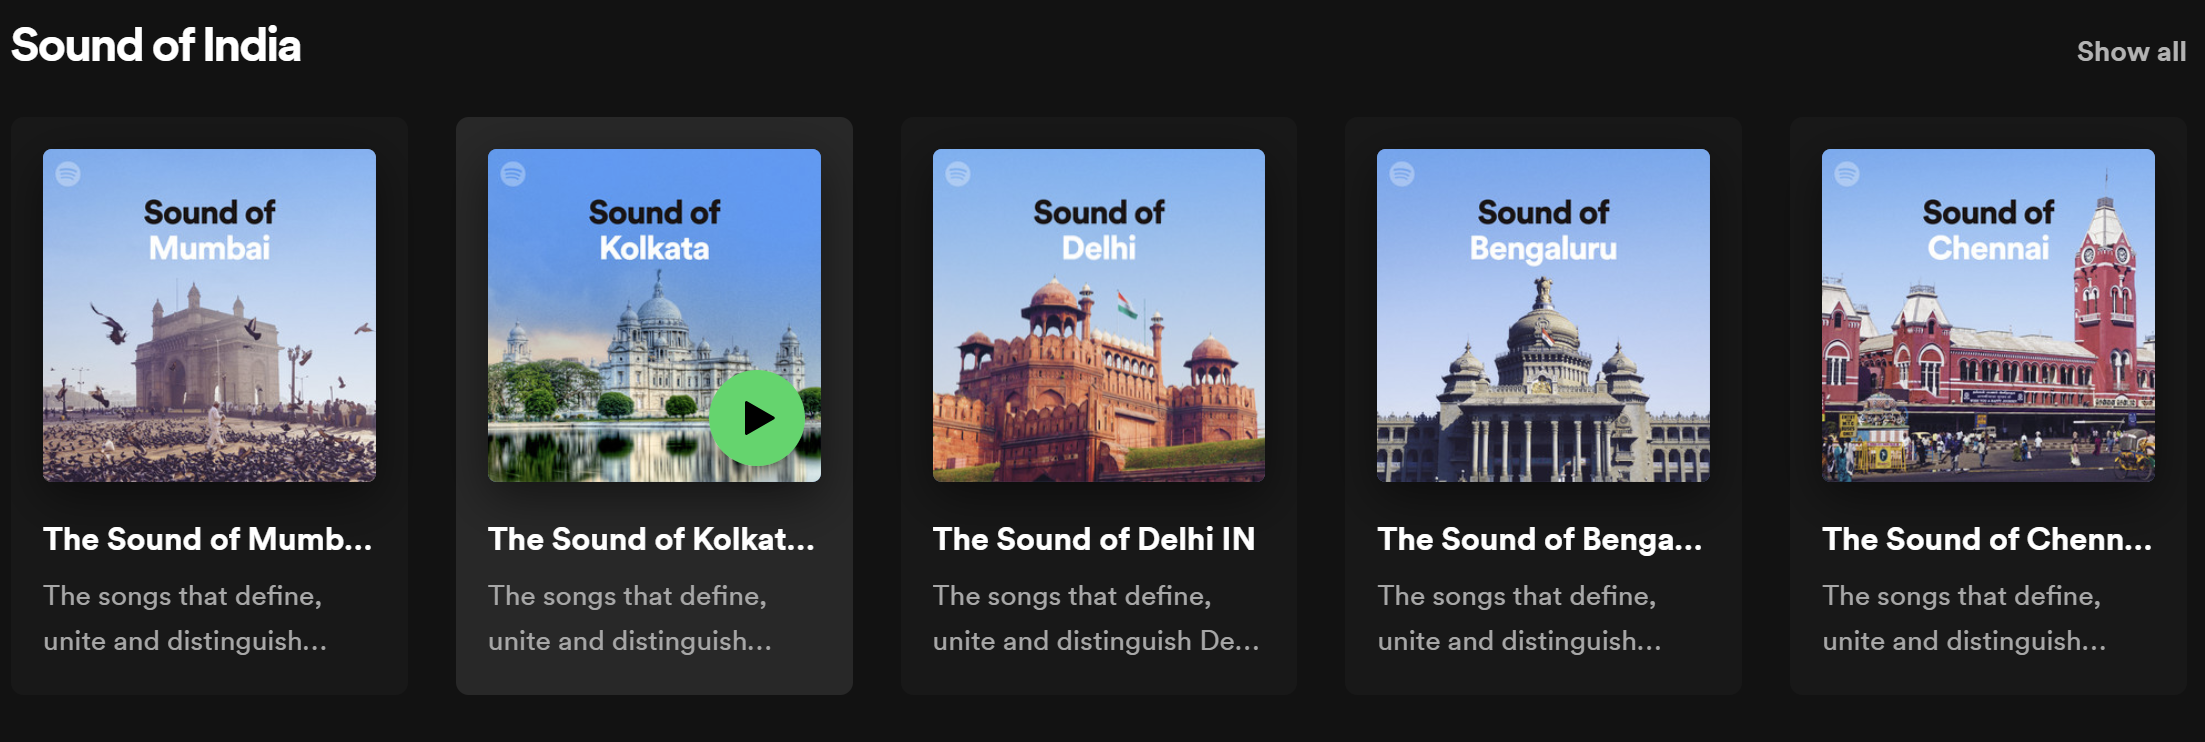 Sound of India
Show all
Sound of
Mumbai
The Sound of Mumb...
The songs that define,
unite and distinguish...
Sound of
Kolkata
The Sound of Kolkat...
The songs that define,
unite and distinguish...
Sound of
Delhi
The Sound of Delhi IN
The songs that define,
unite and distinguish De...
Sound of
Bengaluru
The Sound of Benga...
The songs that define,
unite and distinguish...
Sound of
Chennai
The Sound of Chenn...
The songs that define,
unite and distinguish...